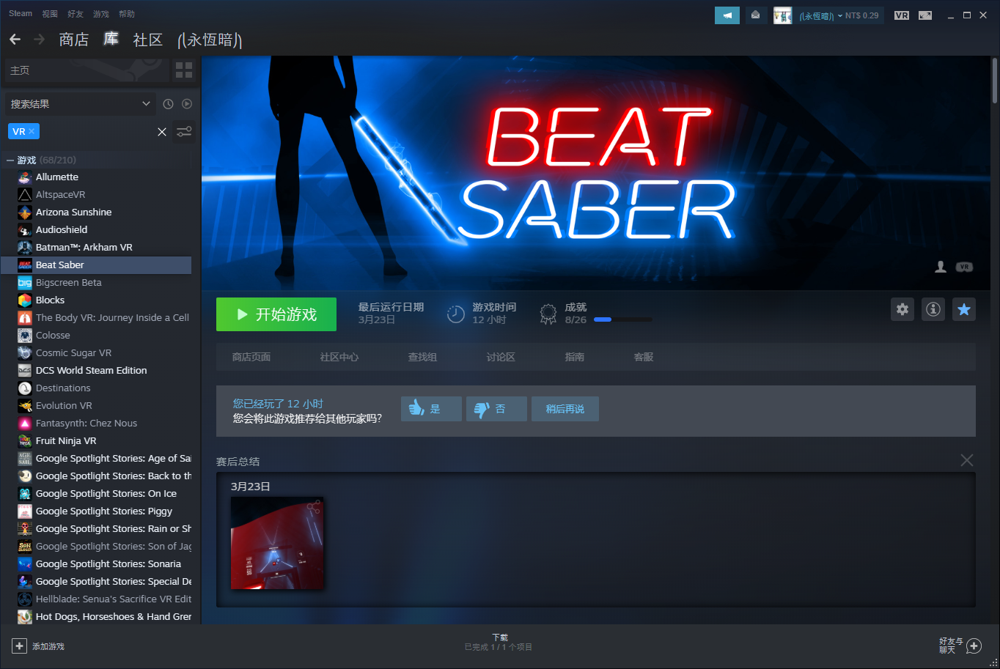 Steam 视图 好友 游戏 帮助
⎛⎝永恆暗⎠⎞ NT$ 0.29 VR
商店 库 社区 ⎛⎝永恆暗⎠⎞
主页
搜索结果
VR ×
游戏 (68/210)
Allumette
AltspaceVR
Arizona Sunshine
Audioshield
Batman™: Arkham VR
Beat Saber
Bigscreen Beta
Blocks
The Body VR: Journey Inside a Cell
Colosse
Cosmic Sugar VR
DCS World Steam Edition
Destinations
Evolution VR
Fantasynth: Chez Nous
Fruit Ninja VR
Google Spotlight Stories: Age of Sai
Google Spotlight Stories: Back to th
Google Spotlight Stories: On Ice
Google Spotlight Stories: Piggy
Google Spotlight Stories: Rain or Sh
Google Spotlight Stories: Son of Jag
Google Spotlight Stories: Sonaria
Google Spotlight Stories: Special De
Hellblade: Senua's Sacrifice VR Edit
Hot Dogs, Horseshoes & Hand Gren
BEAT
SABER
VR
开始游戏
最后运行日期
3月23日
游戏时间
12 小时
成就
8/26
商店页面 社区中心 查找组 讨论区 指南 客服
您已经玩了 12 小时
您会将此游戏推荐给其他玩家吗?
是 否 稍后再说
赛后总结
3月23日
添加游戏
下载
已完成 1 / 1 个项目
好友与
聊天